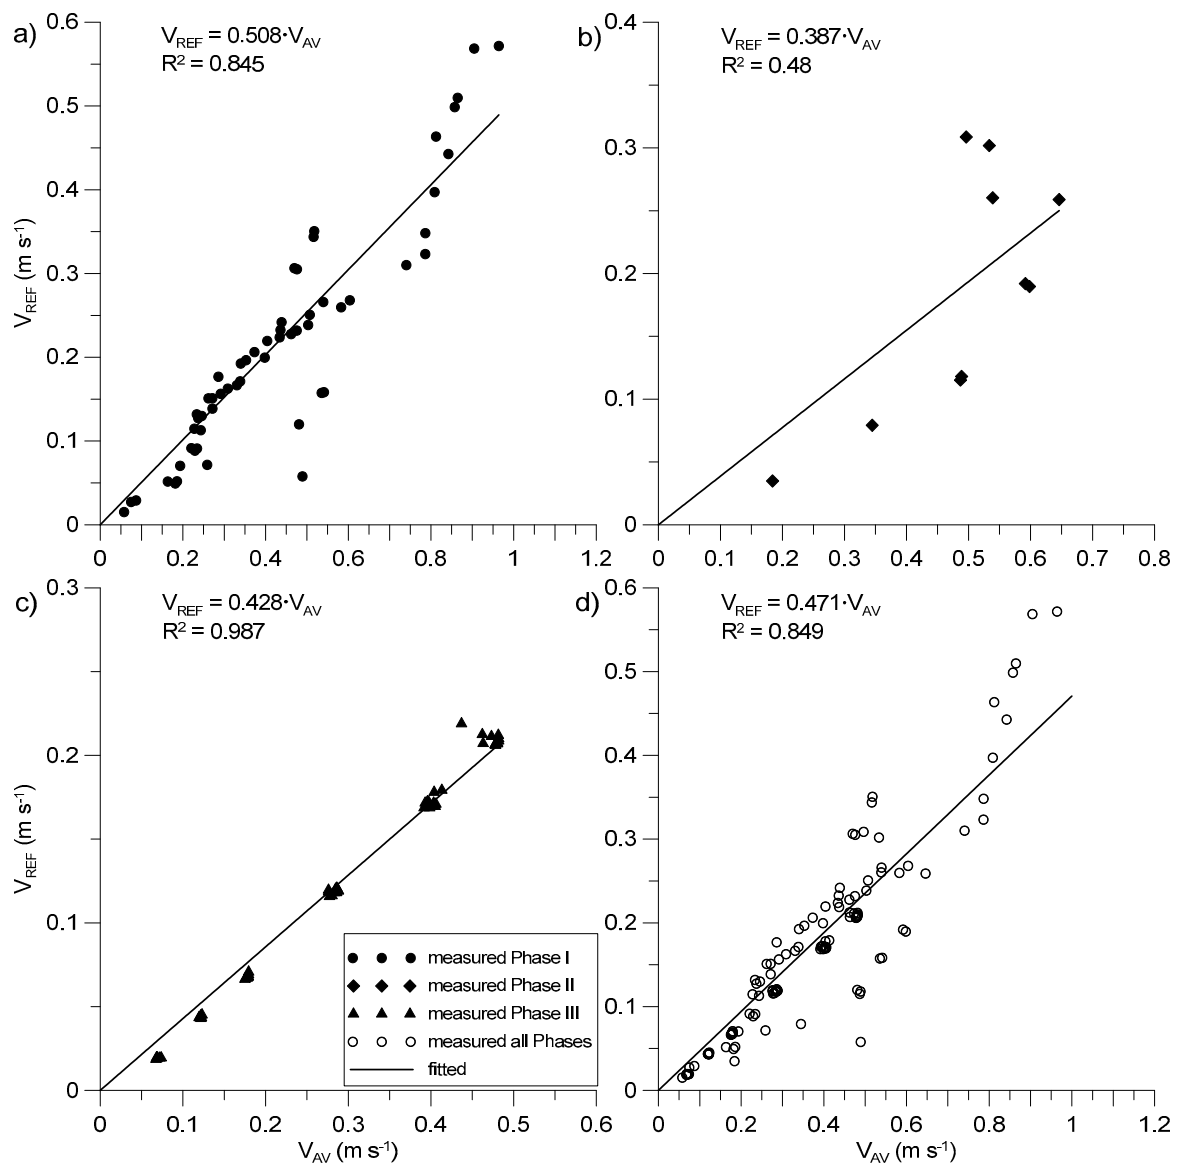 a)
V_REF = 0.508·V_AV
R² = 0.845
0.6
0.5
0.4
0.3
0.2
0.1
0
V_REF (m s⁻¹)
0 0.2 0.4 0.6 0.8 1 1.2
b)
V_REF = 0.387·V_AV
R² = 0.48
0.4
0.3
0.2
0.1
0
0 0.2 0.3 0.4 0.5 0.6 0.7 0.8
c)
V_REF = 0.428·V_AV
R² = 0.987
0.3
0.2
0.1
0
V_REF (m s⁻¹)
measured Phase I
measured Phase II
measured Phase III
measured all Phases
fitted
0 0.1 0.2 0.3 0.4 0.5 0.6
V_AV (m s⁻¹)
d)
V_REF = 0.471·V_AV
R² = 0.849
0.6
0.5
0.4
0.3
0.2
0.1
0
0 0.2 0.4 0.6 0.8 1 1.2
V_AV (m s⁻¹)